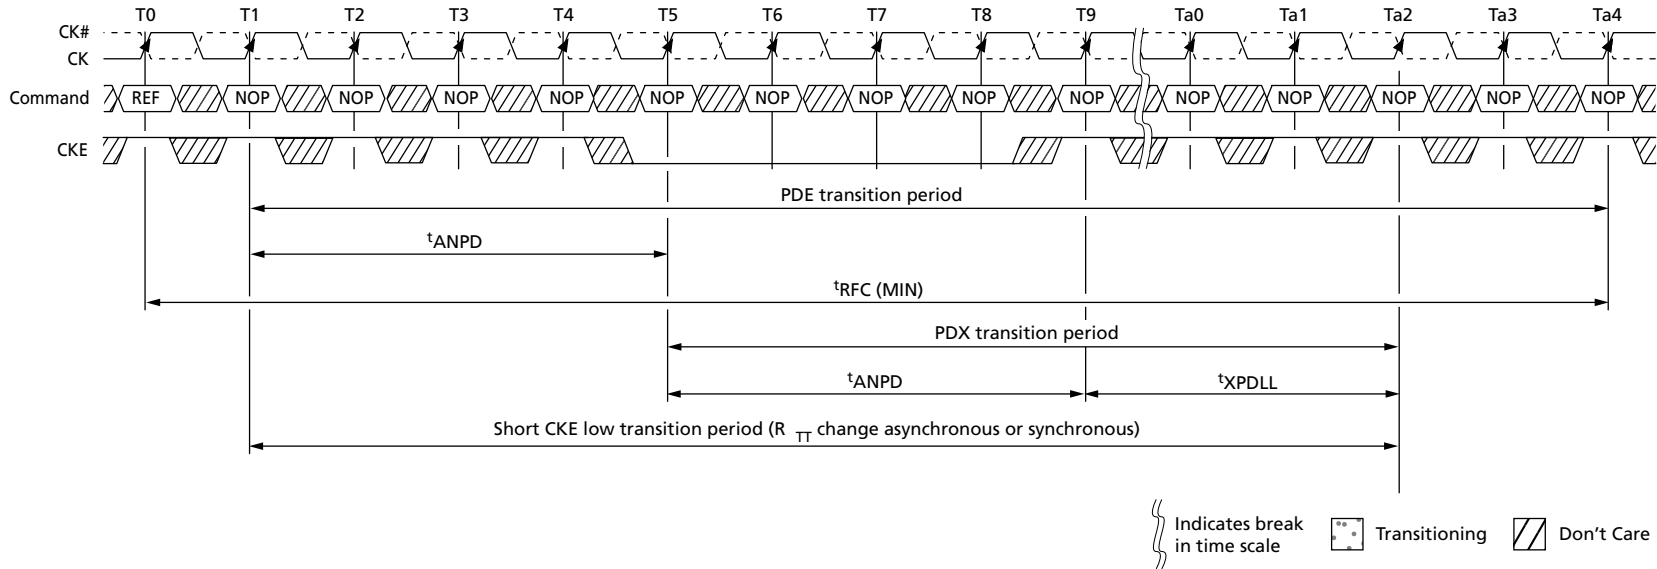 T0 T1 T2 T3 T4 T5 T6 T7 T8 T9 Ta0 Ta1 Ta2 Ta3 Ta4
CK#
CK
Command REF NOP NOP NOP NOP NOP NOP NOP NOP NOP NOP NOP NOP NOP NOP
CKE
PDE transition period
tANPD
tRFC (MIN)
PDX transition period
tANPD tXPDLL
Short CKE low transition period (R TT change asynchronous or synchronous)
Indicates break
in time scale
Transitioning
Don't Care